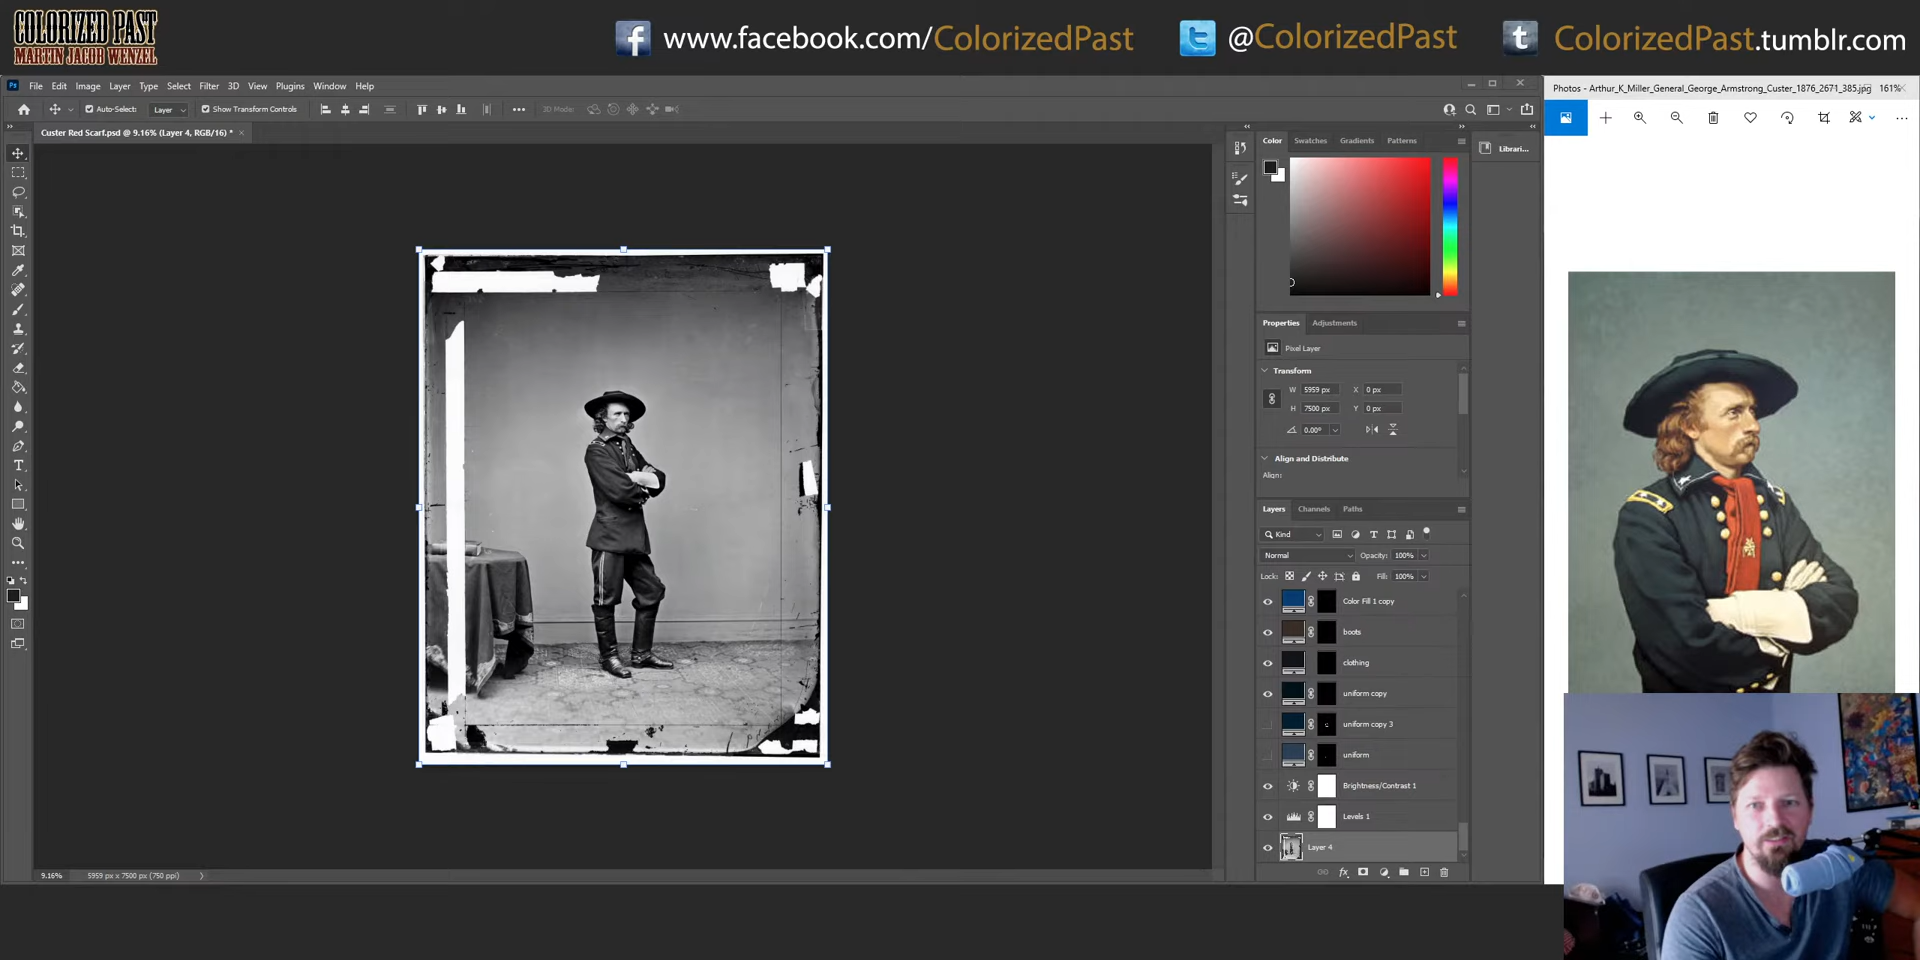 COLORIZED PAST
MARTIN JACOB WENZEL
f www.facebook.com/ColorizedPast
@ColorizedPast
t ColorizedPast.tumblr.com
Ps File Edit Image Layer Type Select Filter 3D View Plugins Window Help
Auto-Select: Layer Show Transform Controls 3D Mode:
Custer Red Scarf.psd @ 9.16% (Layer 4, RGB/16) *
Color Swatches Gradients Patterns
Librari...
Properties Adjustments
Pixel Layer
Transform
W 5959 px X 0 px
H 7500 px Y 0 px
0.00°
Align and Distribute
Align:
Layers Channels Paths
Kind
Normal Opacity: 100%
Lock: Fill: 100%
Color Fill 1 copy
boots
clothing
uniform copy
uniform copy 3
uniform
Brightness/Contrast 1
Levels 1
Layer 4
9.16% 5959 px x 7500 px (750 ppi)
Photos - Arthur_K_Miller_General_George_Armstrong_Custer_1876_2671_385.jpg 161%